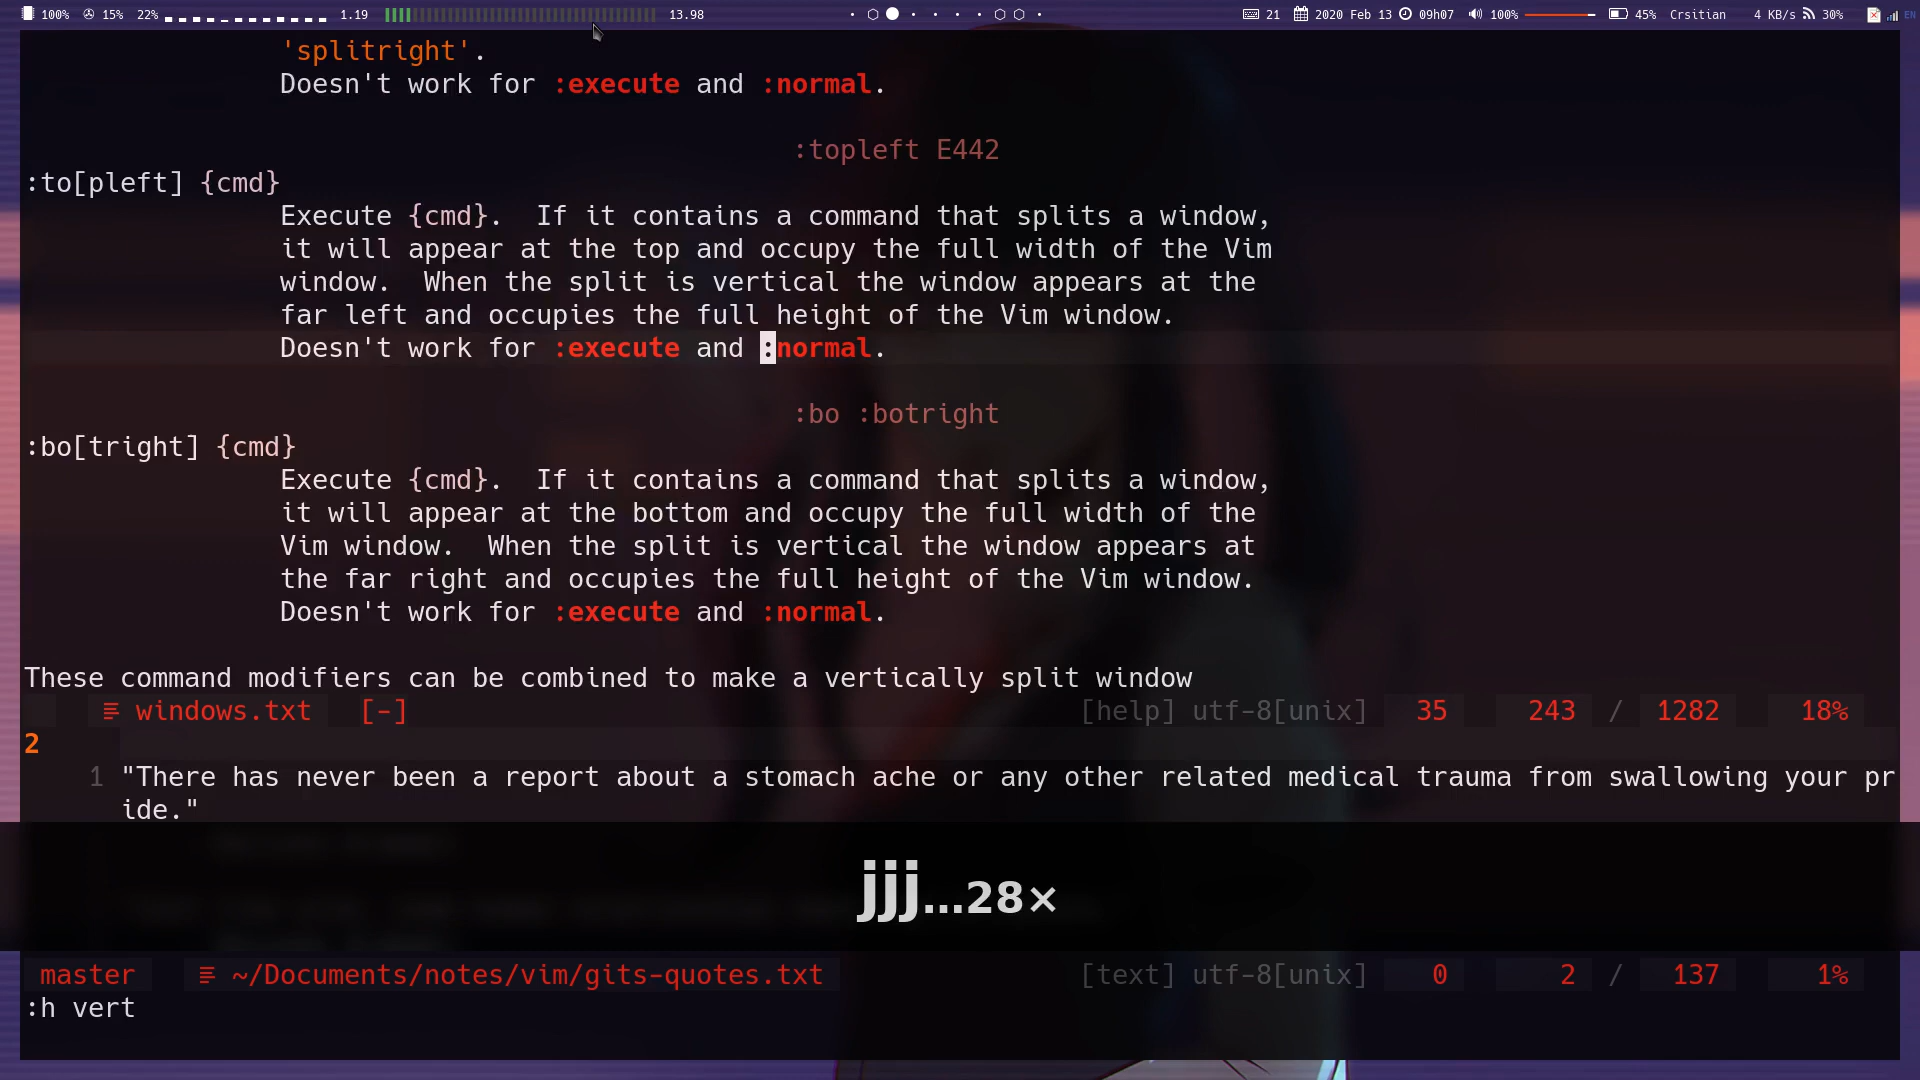 100% 15% 22% 1.19 13.98 21 2020 Feb 13 09h07 100% 45% Crsitian 4 KB/s 30% EN
'splitright'.
Doesn't work for :execute and :normal.
:topleft E442
:to[pleft] {cmd}
Execute {cmd}.  If it contains a command that splits a window,
it will appear at the top and occupy the full width of the Vim
window.  When the split is vertical the window appears at the
far left and occupies the full height of the Vim window.
Doesn't work for :execute and :normal.
:bo :botright
:bo[tright] {cmd}
Execute {cmd}.  If it contains a command that splits a window,
it will appear at the bottom and occupy the full width of the
Vim window.  When the split is vertical the window appears at
the far right and occupies the full height of the Vim window.
Doesn't work for :execute and :normal.
These command modifiers can be combined to make a vertically split window
windows.txt [-] [help] utf-8[unix] 35 243 / 1282 18%
2
1 "There has never been a report about a stomach ache or any other related medical trauma from swallowing your pr
ide."
jjj...28×
master ~/Documents/notes/vim/gits-quotes.txt [text] utf-8[unix] 0 2 / 137 1%
:h vert